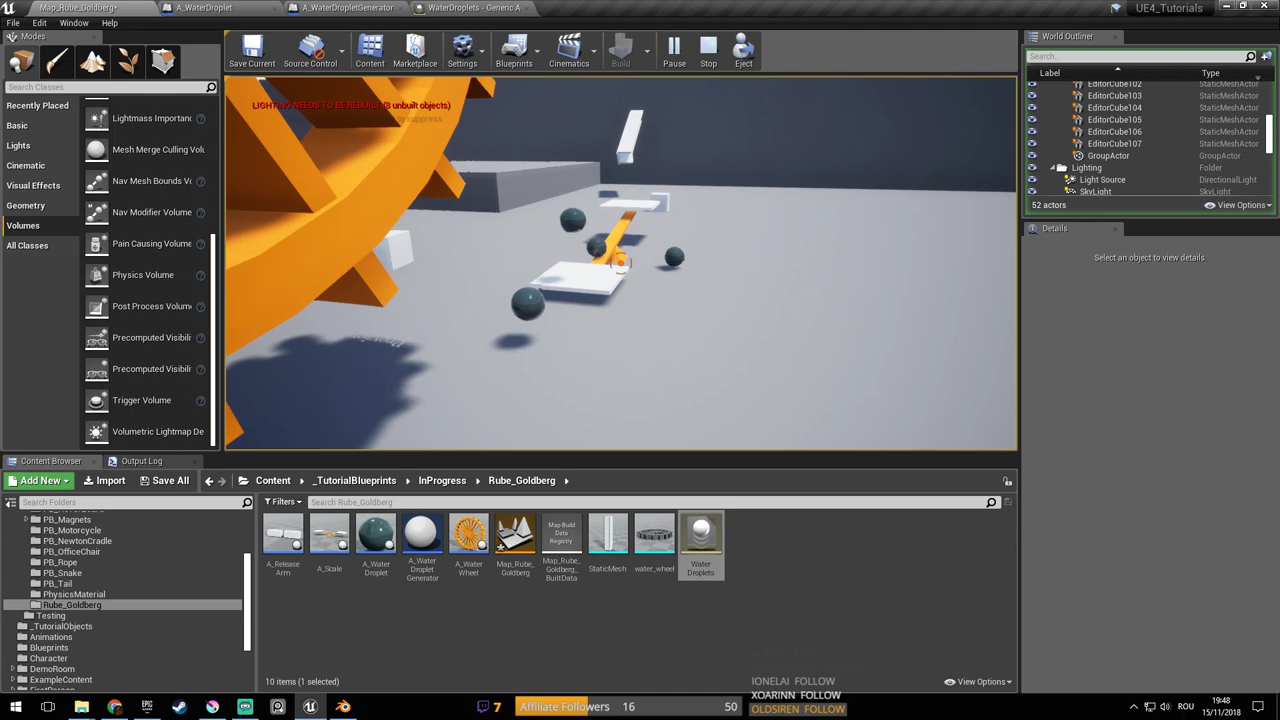 Map_Rube_Goldberg*
A_WaterDroplet
A_WaterDropletGenerator
WaterDroplets - Generic A
UE4_Tutorials
File
Edit
Window
Help
Modes
Search Classes
Recently Placed
Basic
Lights
Cinematic
Visual Effects
Geometry
Volumes
All Classes
Lightmass Importanc
Mesh Merge Culling Volu
Nav Mesh Bounds V
Nav Modifier Volume
Pain Causing Volume
Physics Volume
Post Process Volume
Precomputed Visibili
Precomputed Visibili
Trigger Volume
Volumetric Lightmap De
Save Current
Source Control
Content
Marketplace
Settings
Blueprints
Cinematics
Build
Pause
Stop
Eject
LIGHTING NEEDS TO BE REBUILT (8 unbuilt objects)
to suppress
World Outliner
Search...
Label
Type
EditorCube102 StaticMeshActor
EditorCube103 StaticMeshActor
EditorCube104 StaticMeshActor
EditorCube105 StaticMeshActor
EditorCube106 StaticMeshActor
EditorCube107 StaticMeshActor
GroupActor GroupActor
Lighting Folder
Light Source DirectionalLight
SkyLight SkyLight
52 actors
View Options
Details
Select an object to view details
Content Browser
Output Log
Add New
Import
Save All
Content
_TutorialBlueprints
InProgress
Rube_Goldberg
Search Folders
Filters
Search Rube_Goldberg
PB_Magnets
PB_Motorcycle
PB_NewtonCradle
PB_OfficeChair
PB_Rope
PB_Snake
PB_Tail
PhysicsMaterial
Rube_Goldberg
Testing
_TutorialObjects
Animations
Blueprints
Character
DemoRoom
ExampleContent
A_Release
Arm
A_Scale
A_Water
Droplet
A_Water
Droplet
Generator
A_Water
Wheel
Map_Rube_
Goldberg
Map Build
Data
Registry
Map_Rube_
Goldberg_
BuiltData
StaticMesh
water_wheel
Water
Droplets
10 items (1 selected)
View Options
IONELAI FOLLOW
XOARINN FOLLOW
OLDSIREN FOLLOW
7
Affiliate Followers 16 50
ROU
19:48
15/11/2018